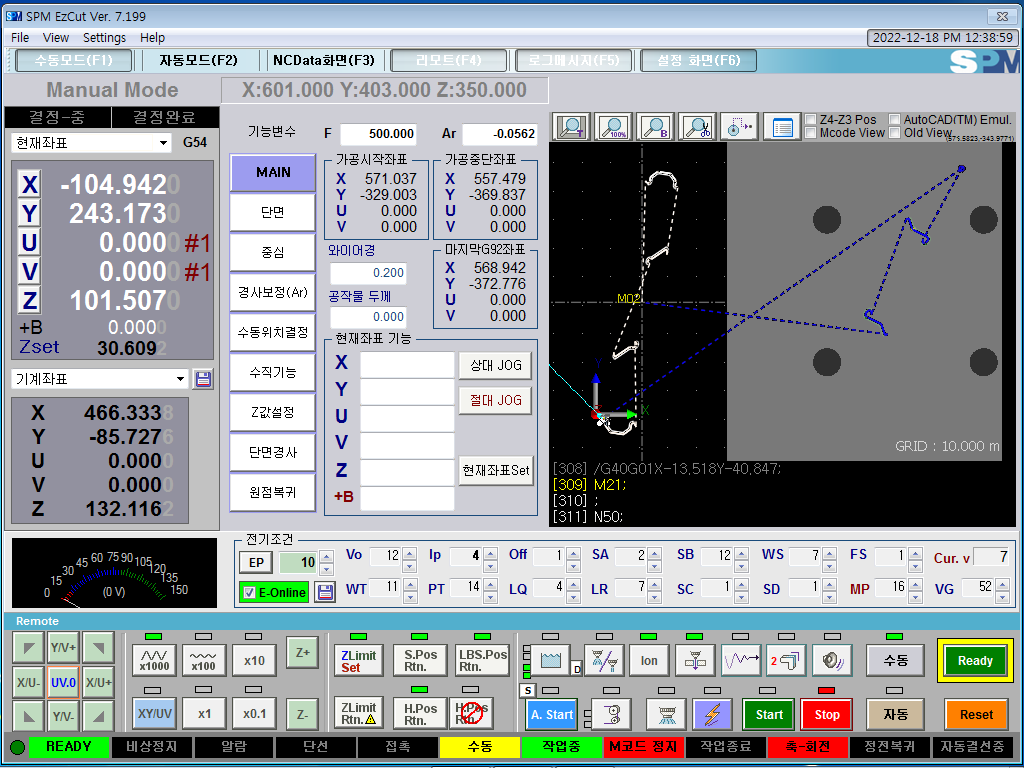 SPM EzCut Ver. 7.199
File View Settings Help
2022-12-18 PM 12:38:59
수동모드(F1) 자동모드(F2) NCData화면(F3) 리모트(F4) 로그메시지(F5) 설정 화면(F6)
SPM
Manual Mode
X:601.000 Y:403.000 Z:350.000
결정-중 결정완료
현재좌표 G54
X -104.9420
Y 243.1730
U 0.0000 #1
V 0.0000 #1
Z 101.5070
+B 0.0000
Zset 30.6092
기계좌표
X 466.3338
Y -85.7276
U 0.0000
V 0.0000
Z 132.1162
기능변수 F 500.000 Ar -0.0562
MAIN
단면
중심
경사보정(Ar)
수동위치결정
수직기능
Z값설정
단면경사
원점복귀
가공시작좌표
X 571.037
Y -329.003
U 0.000
V 0.000
가공중단좌표
X 557.479
Y -369.837
U 0.000
V 0.000
와이어경
0.200
공작물 두께
0.000
마지막G92좌표
X 568.942
Y -372.776
U 0.000
V 0.000
현재좌표 기능
X
Y
U
V
Z
+B
상대 JOG
절대 JOG
현재좌표Set
T 100% B
Z4-Z3 Pos AutoCAD(TM) Emul.
Mcode View Old View
(571.5823,-343.9771)
M02
Y
X
GRID : 10.000 m
[308] /G40G01X-13,518Y-40,847;
[309] M21;
[310] ;
[311] N50;
0 15 30 45 60 75 90 105 120 135 150
(0 V)
전기조건
EP 10
E-Online
Vo 12 Ip 4 Off 1 SA 2 SB 12 WS 7 FS 1 Cur. v 7
WT 11 PT 14 LQ 4 LR 7 SC 1 SD 1 MP 16 VG 52
Remote
Y/V+
X/U- UV.0 X/U+
Y/V-
x1000 x100 x10 Z+
XY/UV x1 x0.1 Z-
ZLimit Set S.Pos Rtn. LBS.Pos Rtn.
ZLimit Rtn. H.Pos Rtn. H.Pos Rtn.
D Ion 2 수동 Ready
S A. Start Start Stop 자동 Reset
READY 비상정지 알람 단선 접촉 수동 작업중 M코드 정지 작업종료 축-회전 정전복귀 자동결선중